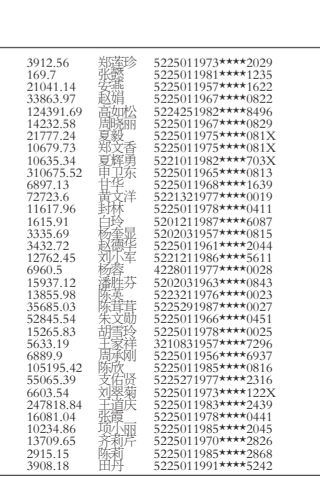 3912.56 郑莲珍 5225011973★★★★2029
169.7 张赟 5225011981★★★★1235
21041.14 安燕 5225011957★★★★1622
33863.97 赵娟 5225011967★★★★0822
124391.69 高如松 5224251982★★★★8496
14232.58 周晓丽 5225011967★★★★0829
21777.24 夏毅 5225011975★★★★081X
10679.73 郑文香 5225011975★★★★081X
10635.34 夏辉勇 5221011982★★★★703X
310675.52 申卫东 5225011965★★★★0813
6897.13 甘华 5225011968★★★★1639
72723.6 黄文洋 5221321977★★★★0019
11617.96 封林 5225011978★★★★0411
1615.91 白玲 5201211987★★★★6087
3335.69 杨奎显 5202031957★★★★0815
3432.72 赵德华 5225011961★★★★2044
12762.45 刘小军 5221211986★★★★5611
6960.5 杨蓉 4228011977★★★★0028
15937.12 潘胜芬 5202031963★★★★0843
13855.98 陈英 5223211976★★★★0023
35685.03 陈茸茸 5225291987★★★★0027
52845.54 朱文勋 5225011966★★★★0451
15265.83 胡雪玲 5225011978★★★★0025
5633.19 王家祥 3210831957★★★★7296
6889.9 周承刚 5225011956★★★★6937
105195.42 陈欣 5225011985★★★★0816
55065.39 支佑贤 5225271977★★★★2316
6603.54 刘翠菊 5225011973★★★★122X
247818.84 王道庆 5225011983★★★★2439
16081.04 张霞 5225011978★★★★0441
10234.86 项小丽 5225011985★★★★2045
13709.65 齐莉芹 5225011970★★★★2826
2915.15 陈莉 5225011985★★★★2868
3908.18 田丹 5225011991★★★★5242